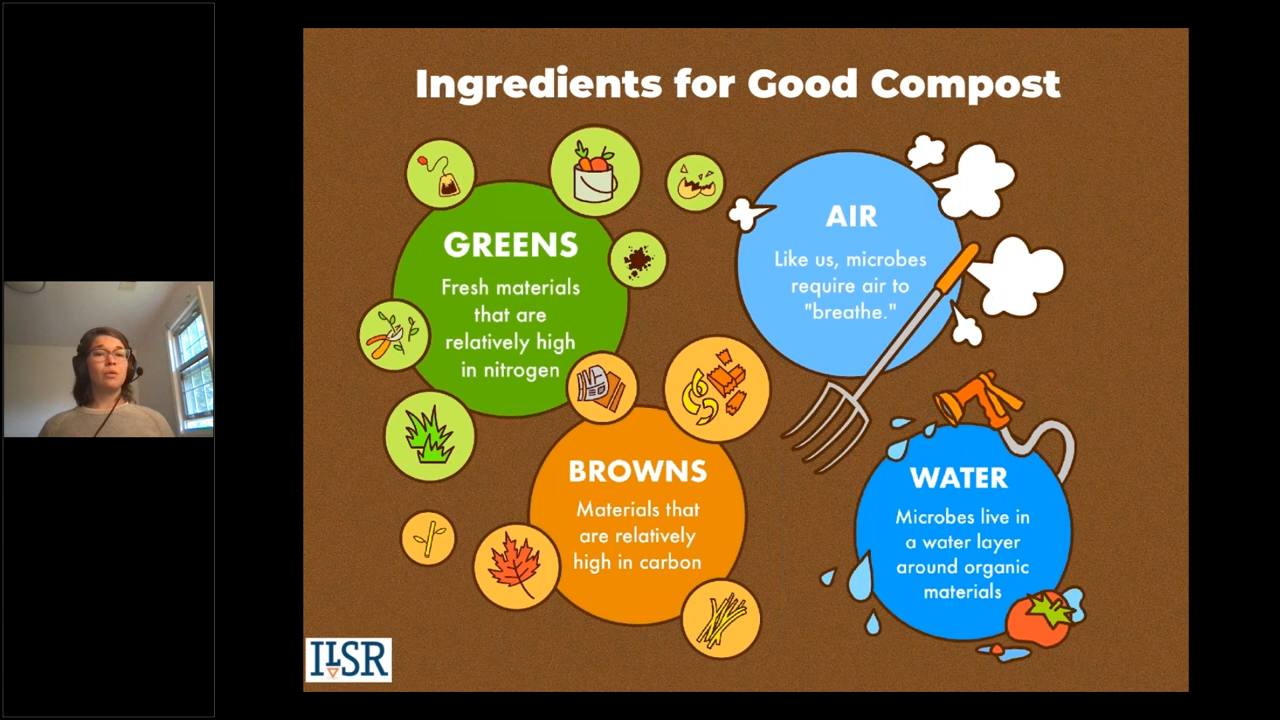 Ingredients for Good Compost
GREENS
Fresh materials
that are
relatively high
in nitrogen
AIR
Like us, microbes
require air to
"breathe."
BROWNS
Materials that
are relatively
high in carbon
WATER
Microbes live in
a water layer
around organic
materials
ILSR